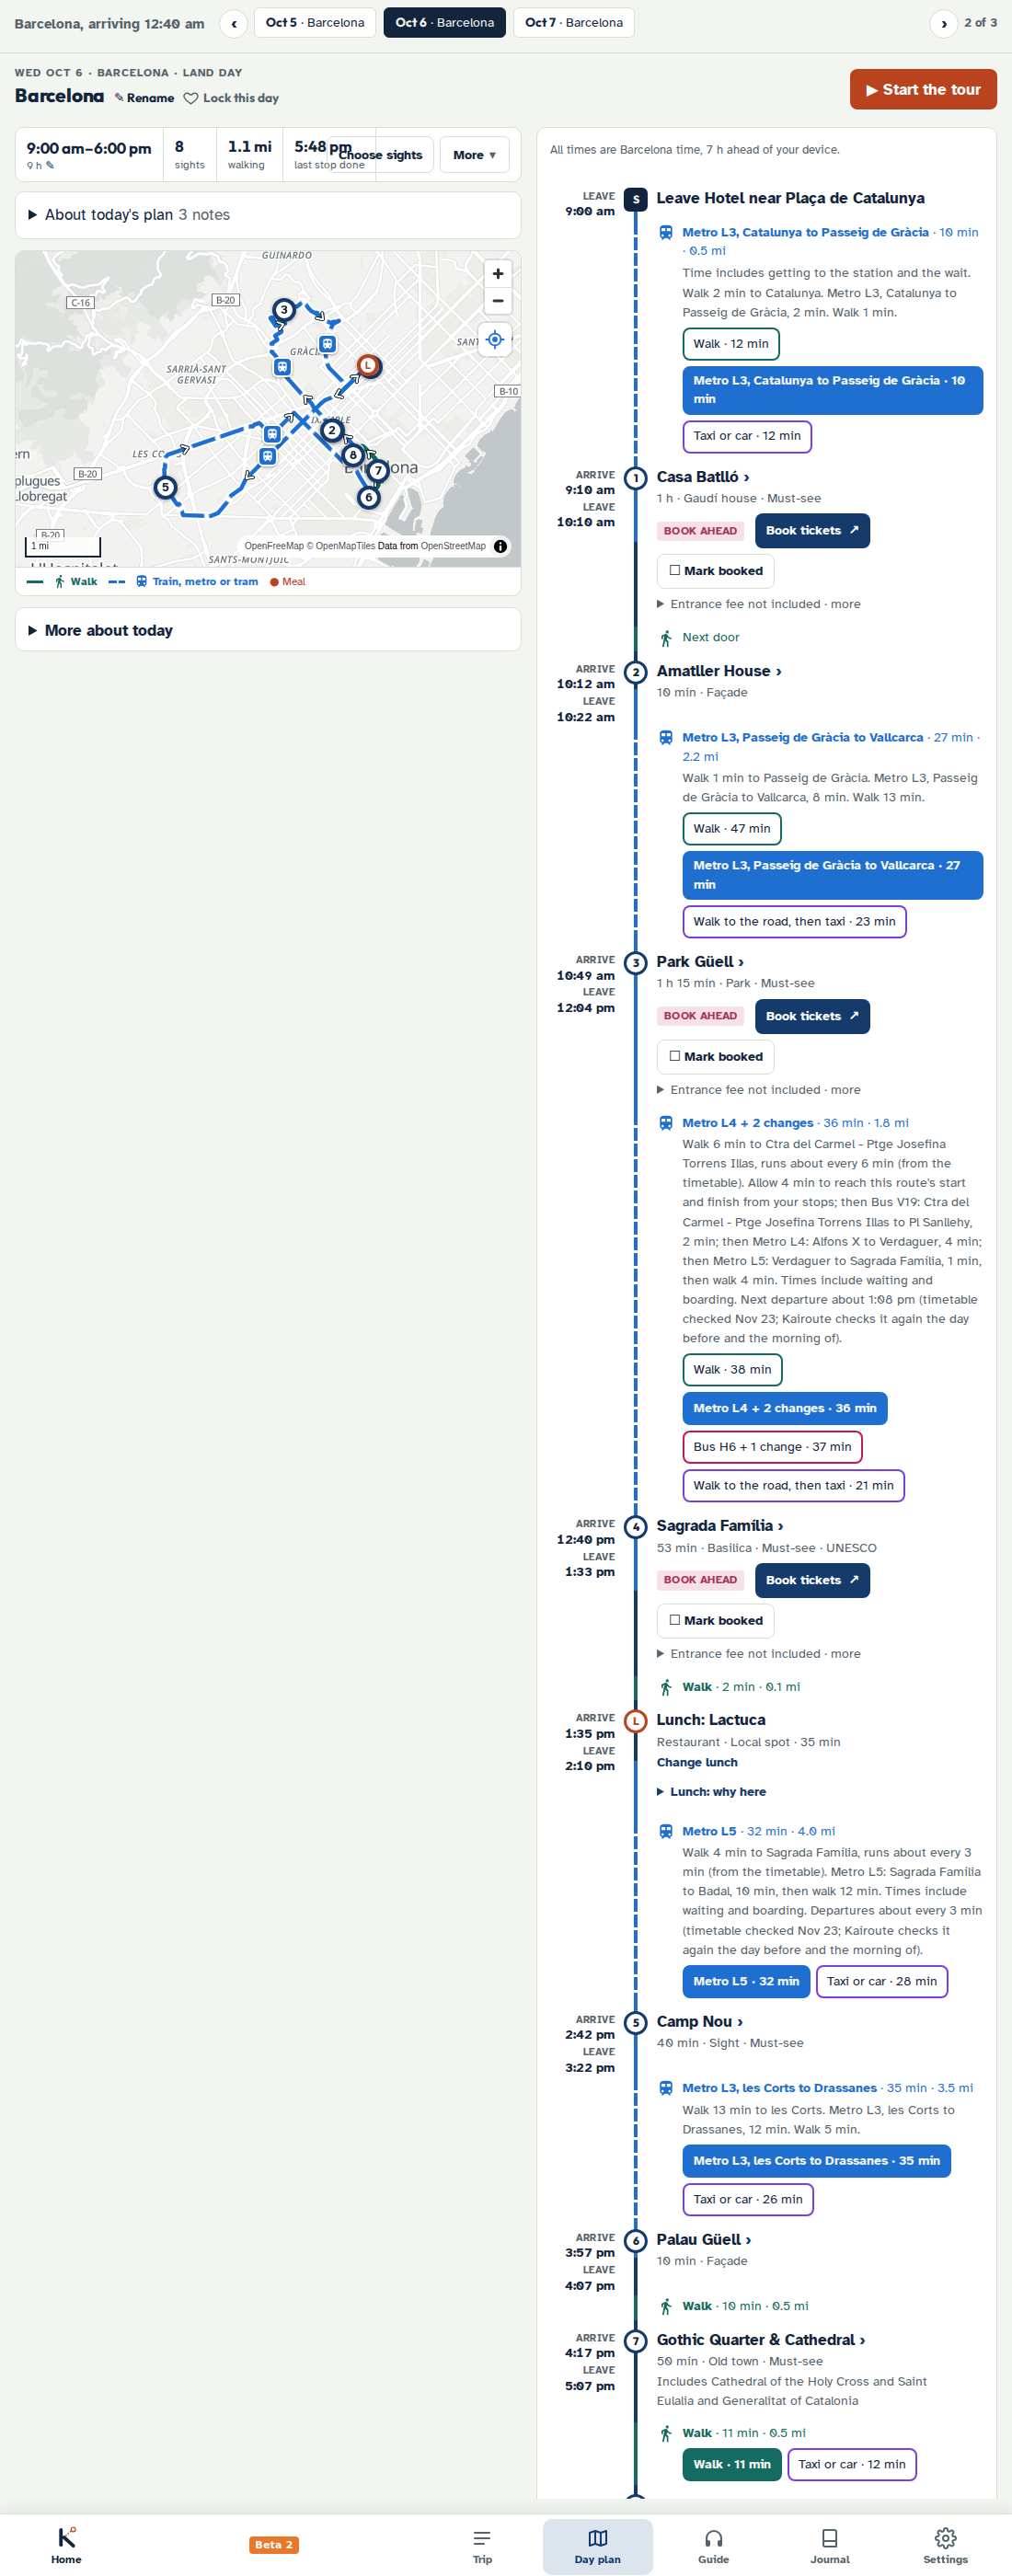 Barcelona, arriving 12:40 am
‹
Oct 5 · Barcelona
Oct 6 · Barcelona
Oct 7 · Barcelona
›
2 of 3
WED OCT 6 · BARCELONA · LAND DAY
Barcelona ✎ Rename Lock this day
▶ Start the tour
9:00 am–6:00 pm
9 h ✎
8
sights
1.1 mi
walking
5:48 pm
last stop done
Choose sights
More ▾
▶ About today's plan 3 notes
GUINARDO
C-16
B-20
3
SARRIÀ-SANT
GERVASI
L
B-10
2
8
7
6
5
B-20
plugues
Llobregat
B-20
1 mi
SANTS-MONTJUIC
+
−
OpenFreeMap © OpenMapTiles Data from OpenStreetMap
Walk
Train, metro or tram
Meal
▶ More about today
All times are Barcelona time, 7 h ahead of your device.
LEAVE
9:00 am
S
Leave Hotel near Plaça de Catalunya
Metro L3, Catalunya to Passeig de Gràcia · 10 min
· 0.5 mi
Time includes getting to the station and the wait.
Walk 2 min to Catalunya. Metro L3, Catalunya to
Passeig de Gràcia, 2 min. Walk 1 min.
Walk · 12 min
Metro L3, Catalunya to Passeig de Gràcia · 10
min
Taxi or car · 12 min
ARRIVE
9:10 am
LEAVE
10:10 am
1
Casa Batlló ›
1 h · Gaudí house · Must-see
BOOK AHEAD
Book tickets ↗
☐ Mark booked
▶ Entrance fee not included · more
Next door
ARRIVE
10:12 am
LEAVE
10:22 am
2
Amatller House ›
10 min · Façade
Metro L3, Passeig de Gràcia to Vallcarca · 27 min ·
2.2 mi
Walk 1 min to Passeig de Gràcia. Metro L3, Passeig
de Gràcia to Vallcarca, 8 min. Walk 13 min.
Walk · 47 min
Metro L3, Passeig de Gràcia to Vallcarca · 27
min
Walk to the road, then taxi · 23 min
ARRIVE
10:49 am
LEAVE
12:04 pm
3
Park Güell ›
1 h 15 min · Park · Must-see
BOOK AHEAD
Book tickets ↗
☐ Mark booked
▶ Entrance fee not included · more
Metro L4 + 2 changes · 36 min · 1.8 mi
Walk 6 min to Ctra del Carmel - Ptge Josefina
Torrens Illas, runs about every 6 min (from the
timetable). Allow 4 min to reach this route's start
and finish from your stops; then Bus V19: Ctra del
Carmel - Ptge Josefina Torrens Illas to Pl Sanllehy,
2 min; then Metro L4: Alfons X to Verdaguer, 4 min;
then Metro L5: Verdaguer to Sagrada Família, 1 min,
then walk 4 min. Times include waiting and
boarding. Next departure about 1:08 pm (timetable
checked Nov 23; Kairoute checks it again the day
before and the morning of).
Walk · 38 min
Metro L4 + 2 changes · 36 min
Bus H6 + 1 change · 37 min
Walk to the road, then taxi · 21 min
ARRIVE
12:40 pm
LEAVE
1:33 pm
4
Sagrada Família ›
53 min · Basilica · Must-see · UNESCO
BOOK AHEAD
Book tickets ↗
☐ Mark booked
▶ Entrance fee not included · more
Walk · 2 min · 0.1 mi
ARRIVE
1:35 pm
LEAVE
2:10 pm
L
Lunch: Lactuca
Restaurant · Local spot · 35 min
Change lunch
▶ Lunch: why here
Metro L5 · 32 min · 4.0 mi
Walk 4 min to Sagrada Família, runs about every 3
min (from the timetable). Metro L5: Sagrada Família
to Badal, 10 min, then walk 12 min. Times include
waiting and boarding. Departures about every 3 min
(timetable checked Nov 23; Kairoute checks it
again the day before and the morning of).
Metro L5 · 32 min
Taxi or car · 28 min
ARRIVE
2:42 pm
LEAVE
3:22 pm
5
Camp Nou ›
40 min · Sight · Must-see
Metro L3, les Corts to Drassanes · 35 min · 3.5 mi
Walk 13 min to les Corts. Metro L3, les Corts to
Drassanes, 12 min. Walk 5 min.
Metro L3, les Corts to Drassanes · 35 min
Taxi or car · 26 min
ARRIVE
3:57 pm
LEAVE
4:07 pm
6
Palau Güell ›
10 min · Façade
Walk · 10 min · 0.5 mi
ARRIVE
4:17 pm
LEAVE
5:07 pm
7
Gothic Quarter & Cathedral ›
50 min · Old town · Must-see
Includes Cathedral of the Holy Cross and Saint
Eulalia and Generalitat of Catalonia
Walk · 11 min · 0.5 mi
Walk · 11 min
Taxi or car · 12 min
Home
Beta 2
Trip
Day plan
Guide
Journal
Settings